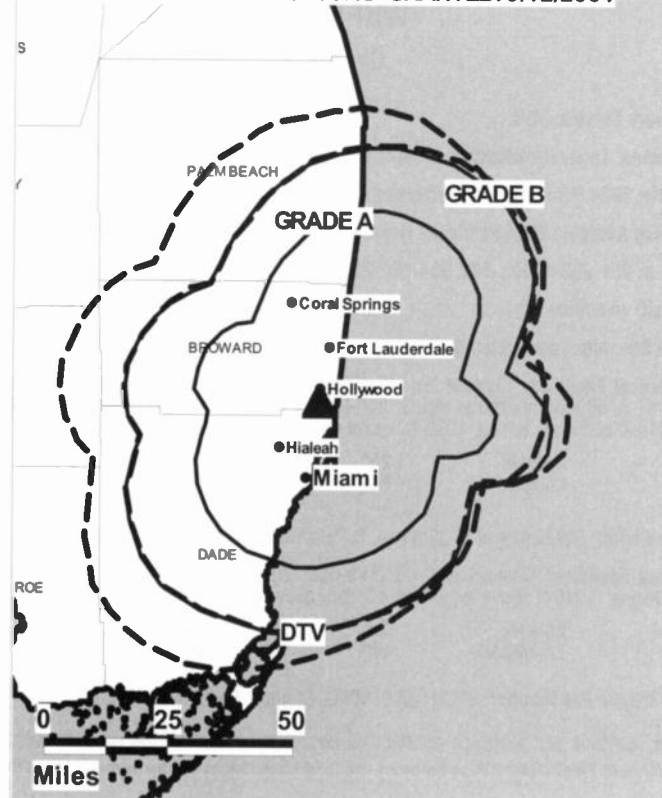 S
PALM BEACH
Y
GRADE B
GRADE A
Coral Springs
BROWARD
Fort Lauderdale
Hollywood
Hialeah
Miami
DADE
ROE
DTV
0 25 50
Miles